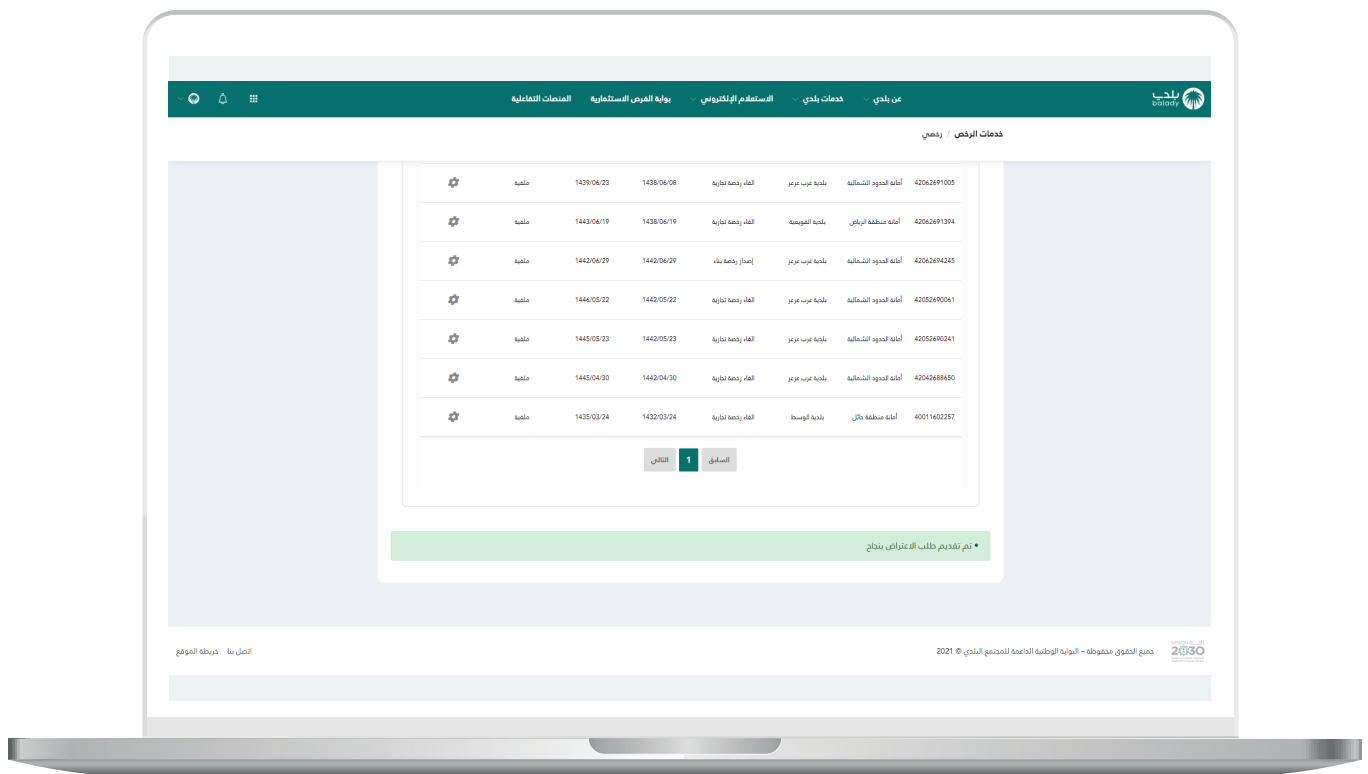 بلدي
balady
عن بلدي خدمات بلدي الاستعلام الإلكتروني بوابة الفرص الاستثمارية المنصات التفاعلية
خدمات الرخص / رخصي
42062691005 أمانة الحدود الشمالية بلدية غرب عرعر الغاء رخصة تجارية 1438/06/08 1439/06/23 ملغية
42062691394 أمانة منطقة الرياض بلدية القويعية الغاء رخصة تجارية 1438/06/19 1443/06/19 ملغية
42062694245 أمانة الحدود الشمالية بلدية غرب عرعر إصدار رخصة بناء 1442/06/29 1442/06/29 ملغية
42052690061 أمانة الحدود الشمالية بلدية غرب عرعر الغاء رخصة تجارية 1442/05/22 1446/05/22 ملغية
42052690241 أمانة الحدود الشمالية بلدية غرب عرعر الغاء رخصة تجارية 1442/05/23 1445/05/23 ملغية
42042688650 أمانة الحدود الشمالية بلدية غرب عرعر الغاء رخصة تجارية 1442/04/30 1445/04/30 ملغية
40011602257 أمانة منطقة حائل بلدية الوسط الغاء رخصة تجارية 1432/03/24 1435/03/24 ملغية
السابق 1 التالي
• تم تقديم طلب الاعتراض بنجاح
VISION رؤيـــة
2030
جميع الحقوق محفوظة – البوابة الوطنية الداعمة للمجتمع البلدي © 2021
اتصل بنا خريطة الموقع